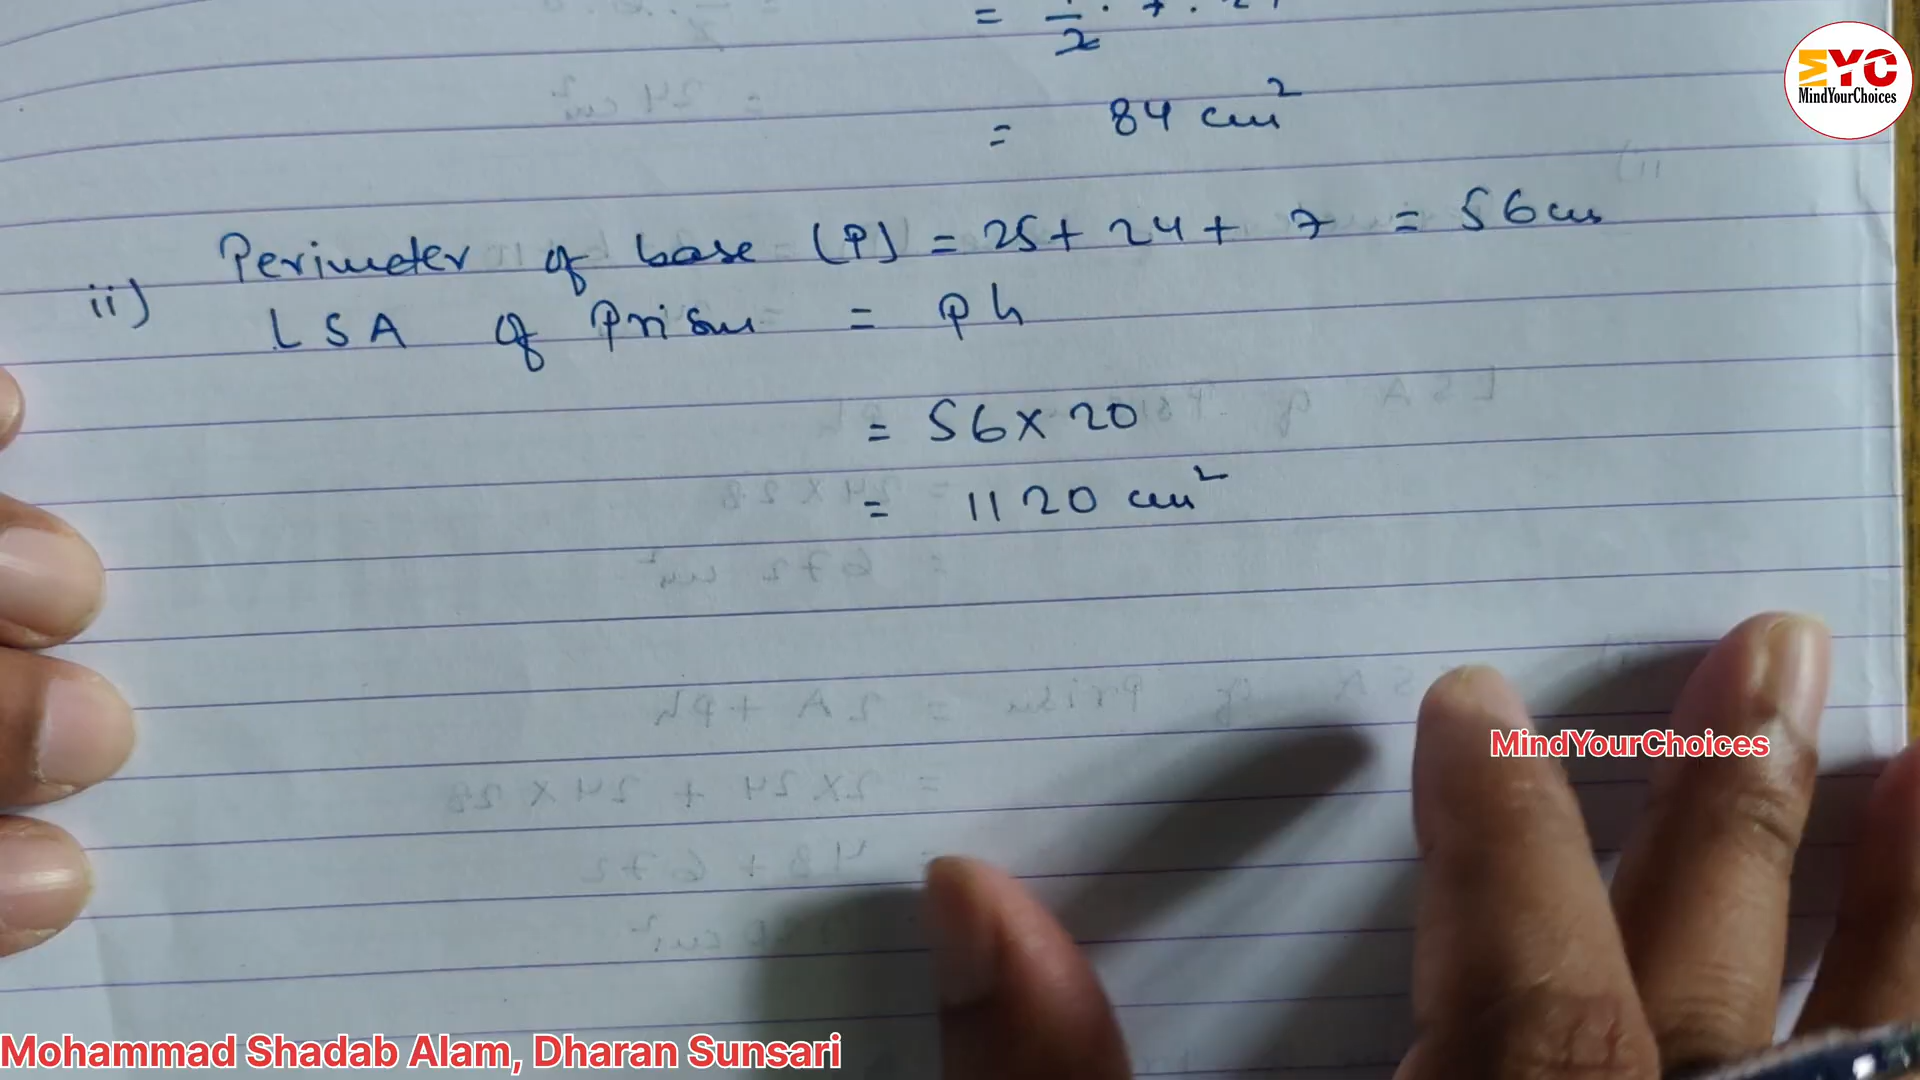 = 84 cm²
Perimeter of base (P) = 25 + 24 + 7 = 56 cm
ii)
LSA of Prism = Ph
= 56 × 20
= 1120 cm²
MYC
MindYourChoices
MindYourChoices
Mohammad Shadab Alam, Dharan Sunsari